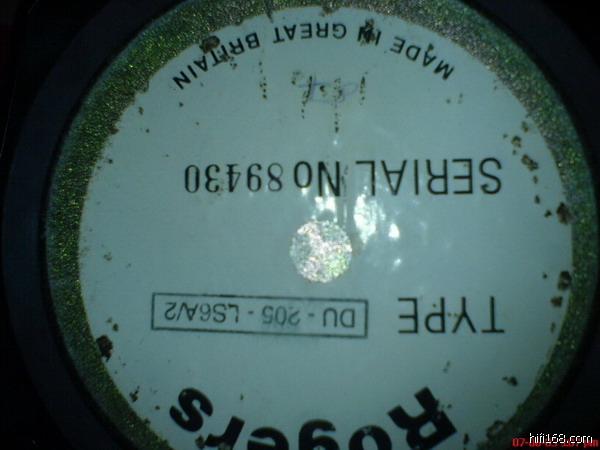 Rogers
TYPE DU - 205 - LS6A/2
SERIAL No 89430
MADE IN GREAT BRITAIN
hifi168.com